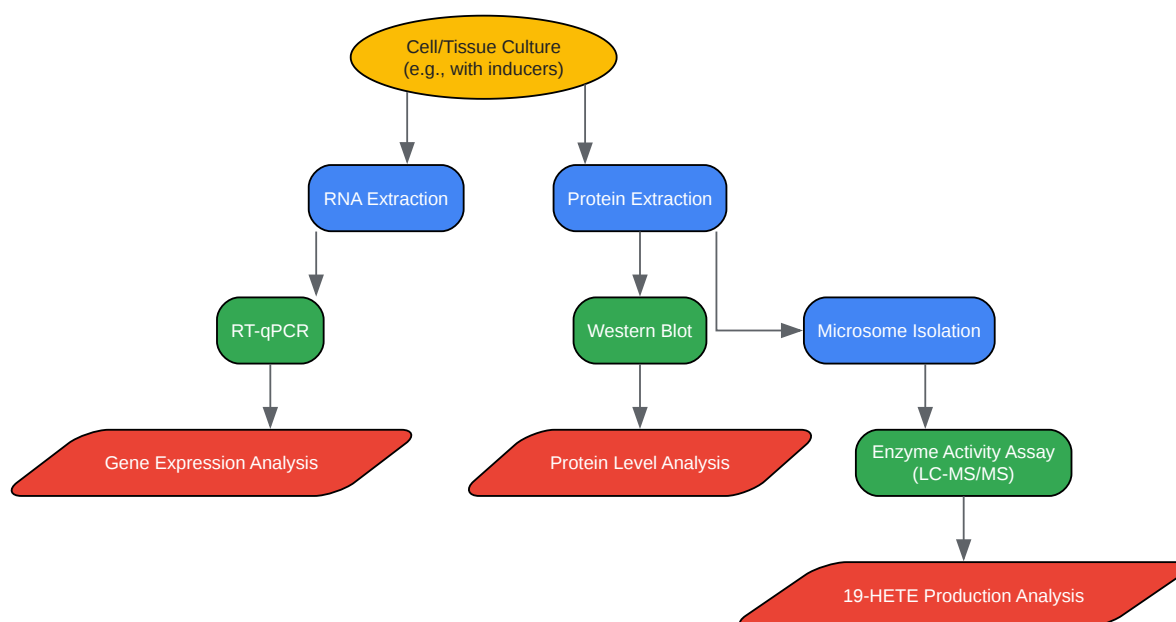 Cell/Tissue Culture
(e.g., with inducers)
RNA Extraction
Protein Extraction
RT-qPCR
Western Blot
Microsome Isolation
Gene Expression Analysis
Protein Level Analysis
Enzyme Activity Assay
(LC-MS/MS)
19-HETE Production Analysis